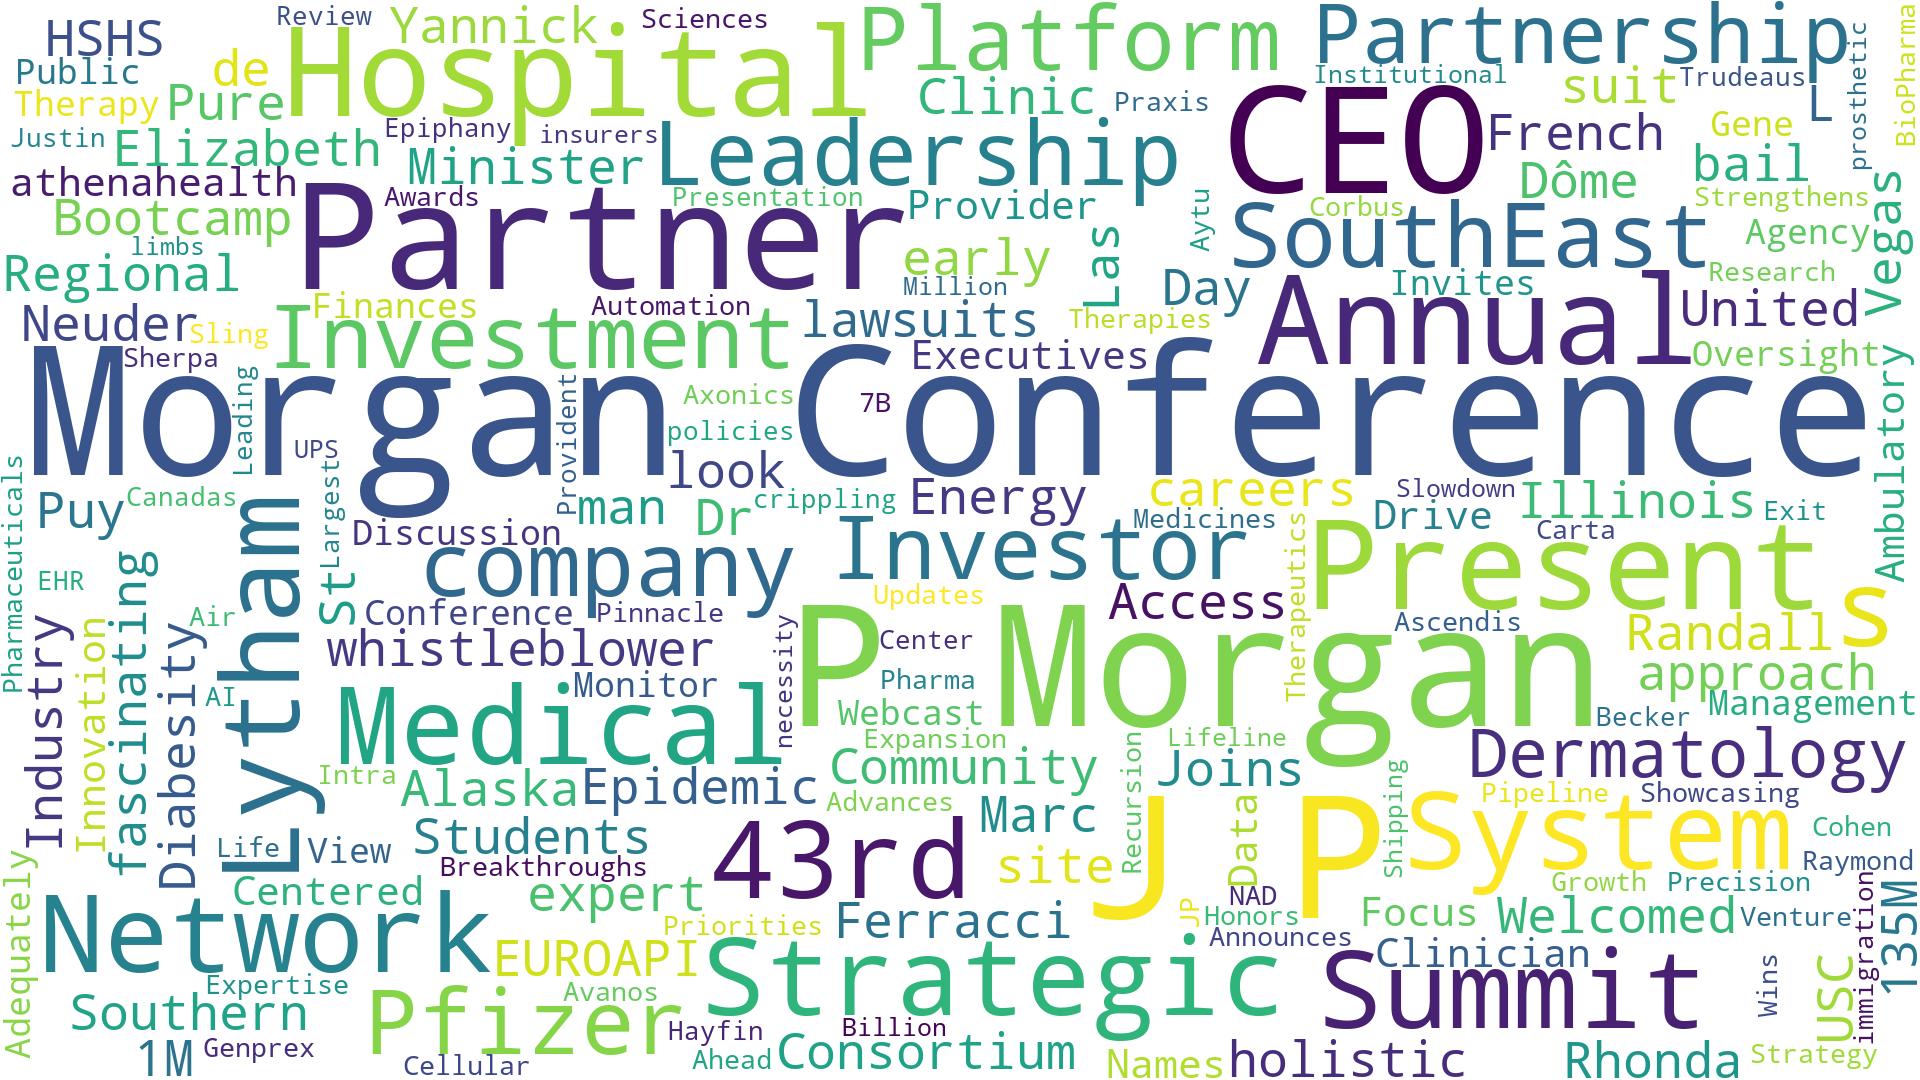 HSHS
Review
Yannick
Sciences
Platform
Partnership
Public
de
Hospital
Clinic
Praxis
Institutional
suit
Trudeaus
L
prosthetic
BioPharma
Therapy
Pure
CEO
French
Gene
Justin
Elizabeth
Epiphany
insurers
Leadership
Minister
bail
athenahealth
Awards
Presentation
Provider
Dôme
Strengthens
Bootcamp
Partner
Aytu
Corbus
SouthEast
Agency
Vegas
limbs
early
Las
Regional
Million
Day
Invites
Research
Neuder
Sling
Finances
Automation
Investment
lawsuits
Therapies
Annual
United
Sherpa
Executives
Oversight
Morgan
Conference
Leading
Provident
Axonics
7B
policies
UPS
look
Ambulatory
Pharmaceuticals
Puy
Canadas
Largest
man
Dr
crippling
Energy
careers
Slowdown
Illinois
Exit
Discussion
Medicines
Drive
Carta
Lytham
company
Investor
Present
EHR
fascinating
St
Updates
Access
Therapeutics
s
Air
Conference
Pinnacle
Ascendis
Randall
Industry
Innovation
Diabesity
whistleblower
necessity
P
Center
Morgan
approach
AI
Monitor
Pharma
Medical
Webcast
Becker
Management
Expansion
Lifeline
Dermatology
Intra
Alaska
Epidemic
Community
Recursion
Joins
Shipping
Advances
Marc
Data
J
P
Pipeline
Showcasing
System
Life
View
Students
43rd
Cohen
Breakthroughs
site
Raymond
Adequately
Centered
expert
NAD
Growth
Precision
immigration
135M
Network
Priorities
Ferracci
JP
Honors
Focus
Welcomed
Venture
EUROAPI
Strategic
Announces
Clinician
Expertise
Avanos
Summit
Wins
USC
Southern
Pfizer
Hayfin
Billion
1M
Genprex
Cellular
Ahead
Consortium
Names
holistic
Rhonda
Strategy